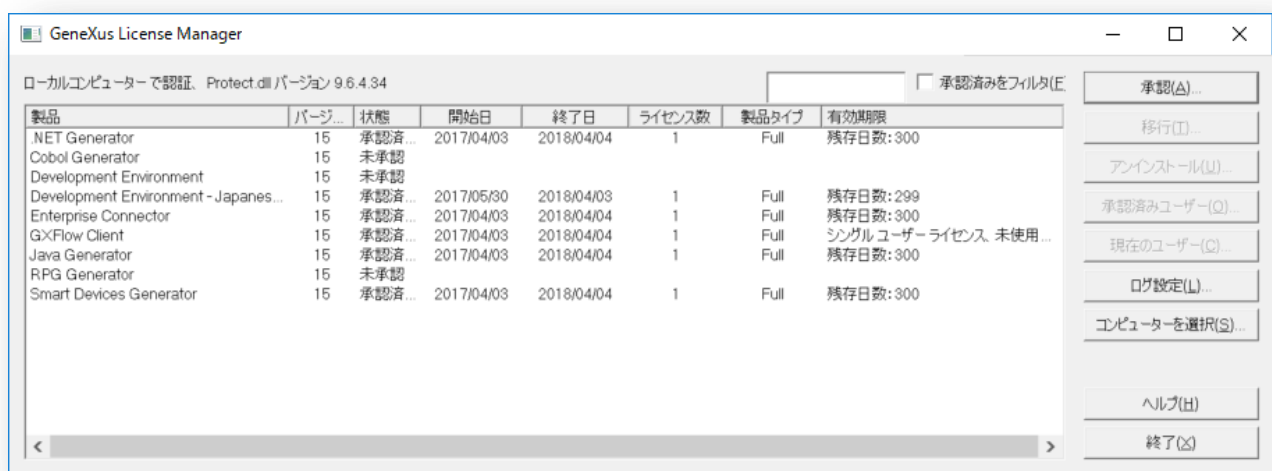 GeneXus License Manager
ローカルコンピューターで認証、Protect.dll バージョン 9.6.4.34
承認済みをフィルタ(F
製品 バージ... 状態 開始日 終了日 ライセンス数 製品タイプ 有効期限
.NET Generator 15 承認済... 2017/04/03 2018/04/04 1 Full 残存日数:300
Cobol Generator 15 未承認
Development Environment 15 未承認
Development Environment - Japanes... 15 承認済... 2017/05/30 2018/04/03 1 Full 残存日数:299
Enterprise Connector 15 承認済... 2017/04/03 2018/04/04 1 Full 残存日数:300
GXFlow Client 15 承認済... 2017/04/03 2018/04/04 1 Full シングル ユーザー ライセンス、未使用...
Java Generator 15 承認済... 2017/04/03 2018/04/04 1 Full 残存日数:300
RPG Generator 15 未承認
Smart Devices Generator 15 承認済... 2017/04/03 2018/04/04 1 Full 残存日数:300
承認(A)...
移行(T)...
アンインストール(U)...
承認済みユーザー(O)...
現在のユーザー(C)...
ログ設定(L)...
コンピューターを選択(S)...
ヘルプ(H)
終了(X)